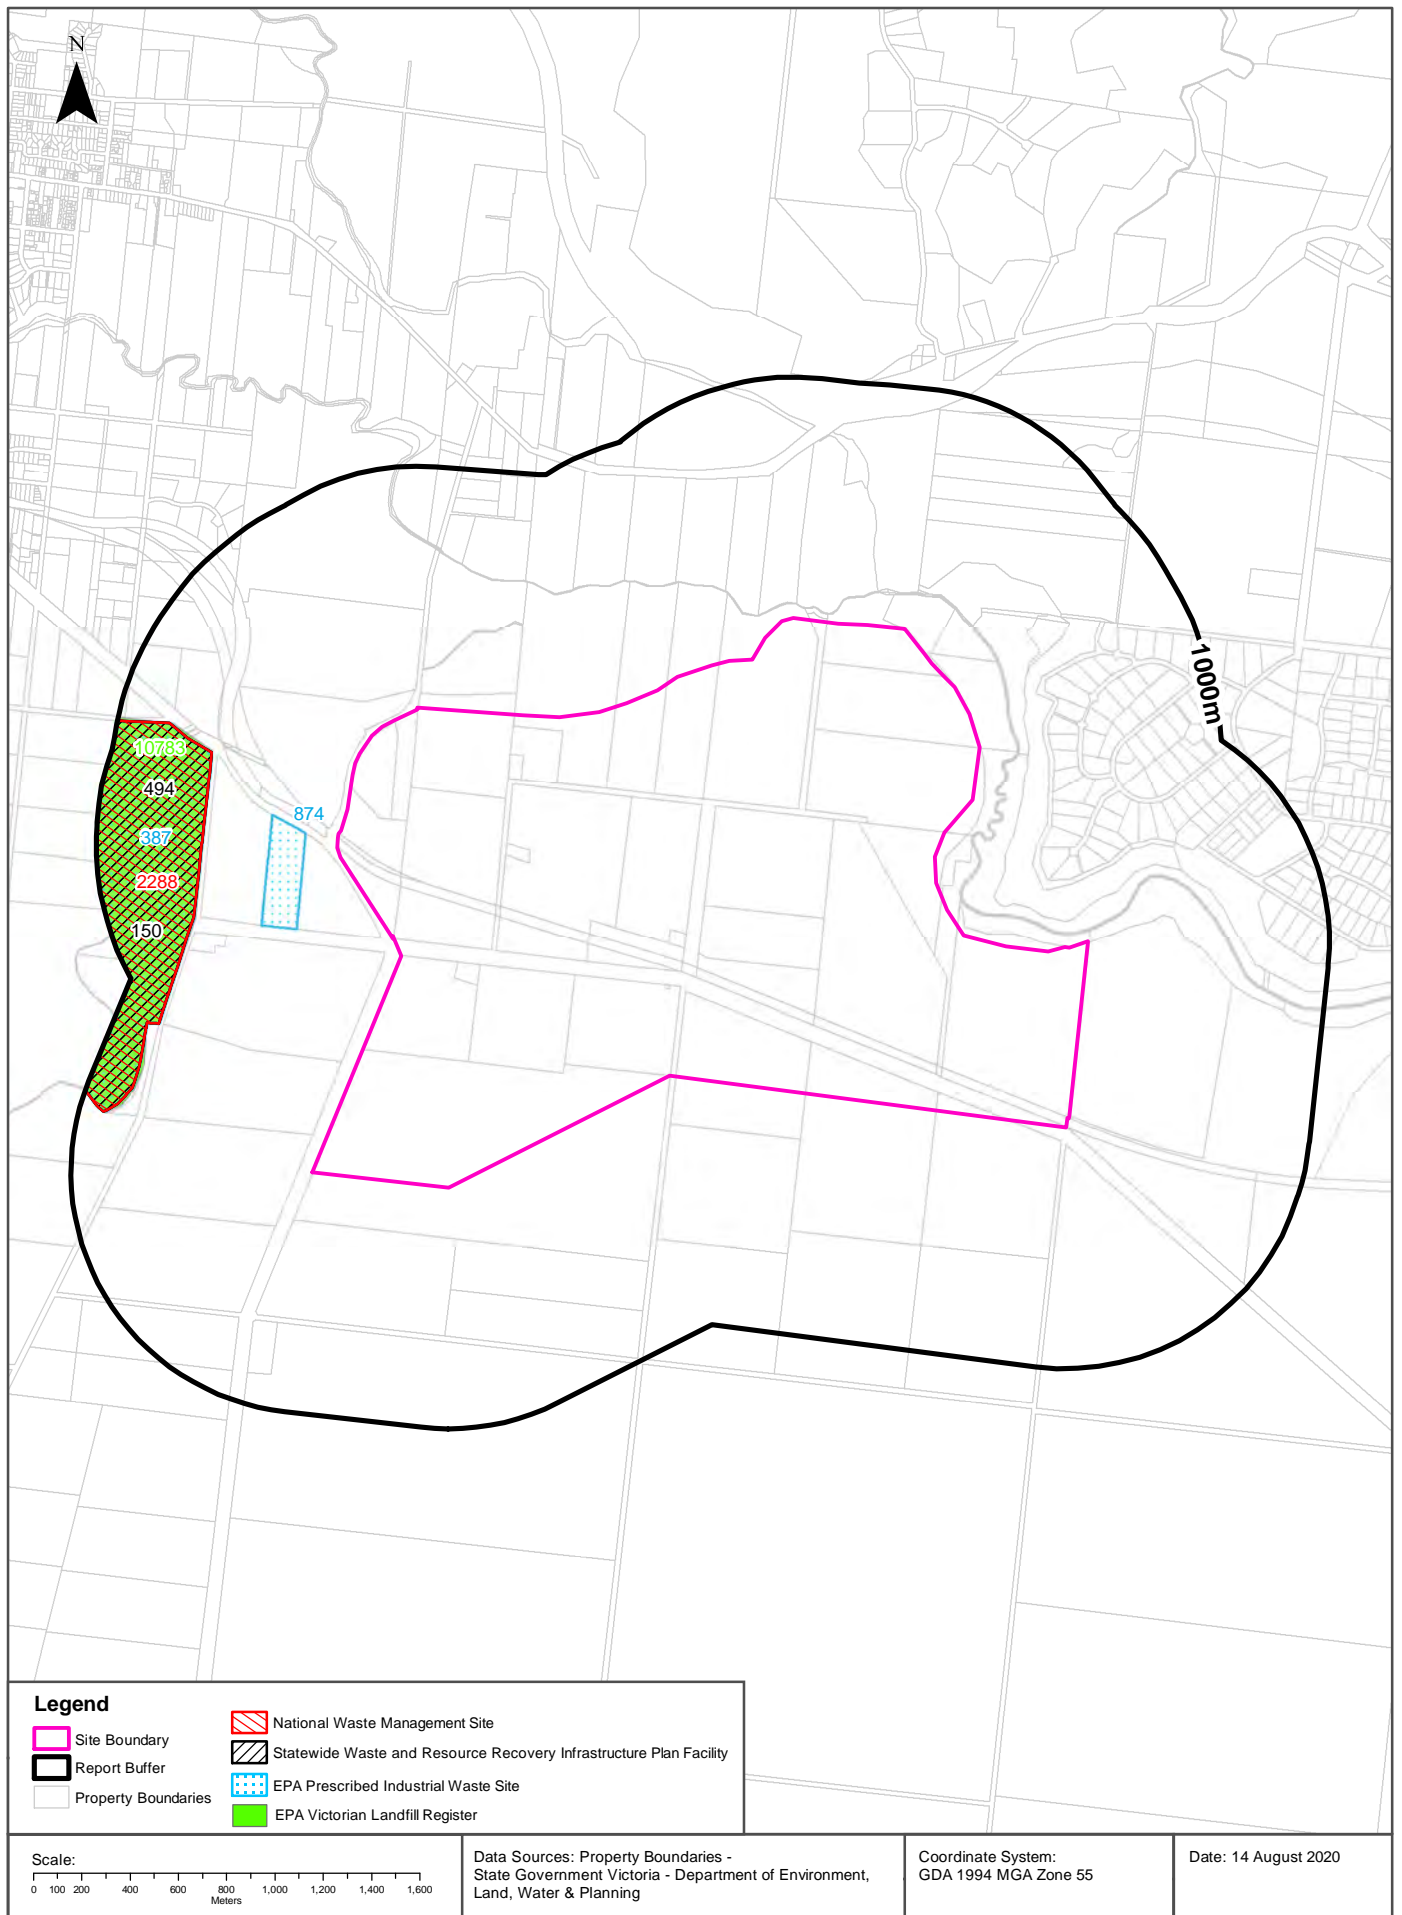 N
1000m
10783
494
874
387
2288
150
Legend
Site Boundary
Report Buffer
Property Boundaries
National Waste Management Site
Statewide Waste and Resource Recovery Infrastructure Plan Facility
EPA Prescribed Industrial Waste Site
EPA Victorian Landfill Register
Scale:
0 100 200 400 600 800 1,000 1,200 1,400 1,600
Meters
Data Sources: Property Boundaries -
State Government Victoria - Department of Environment,
Land, Water & Planning
Coordinate System:
GDA 1994 MGA Zone 55
Date: 14 August 2020